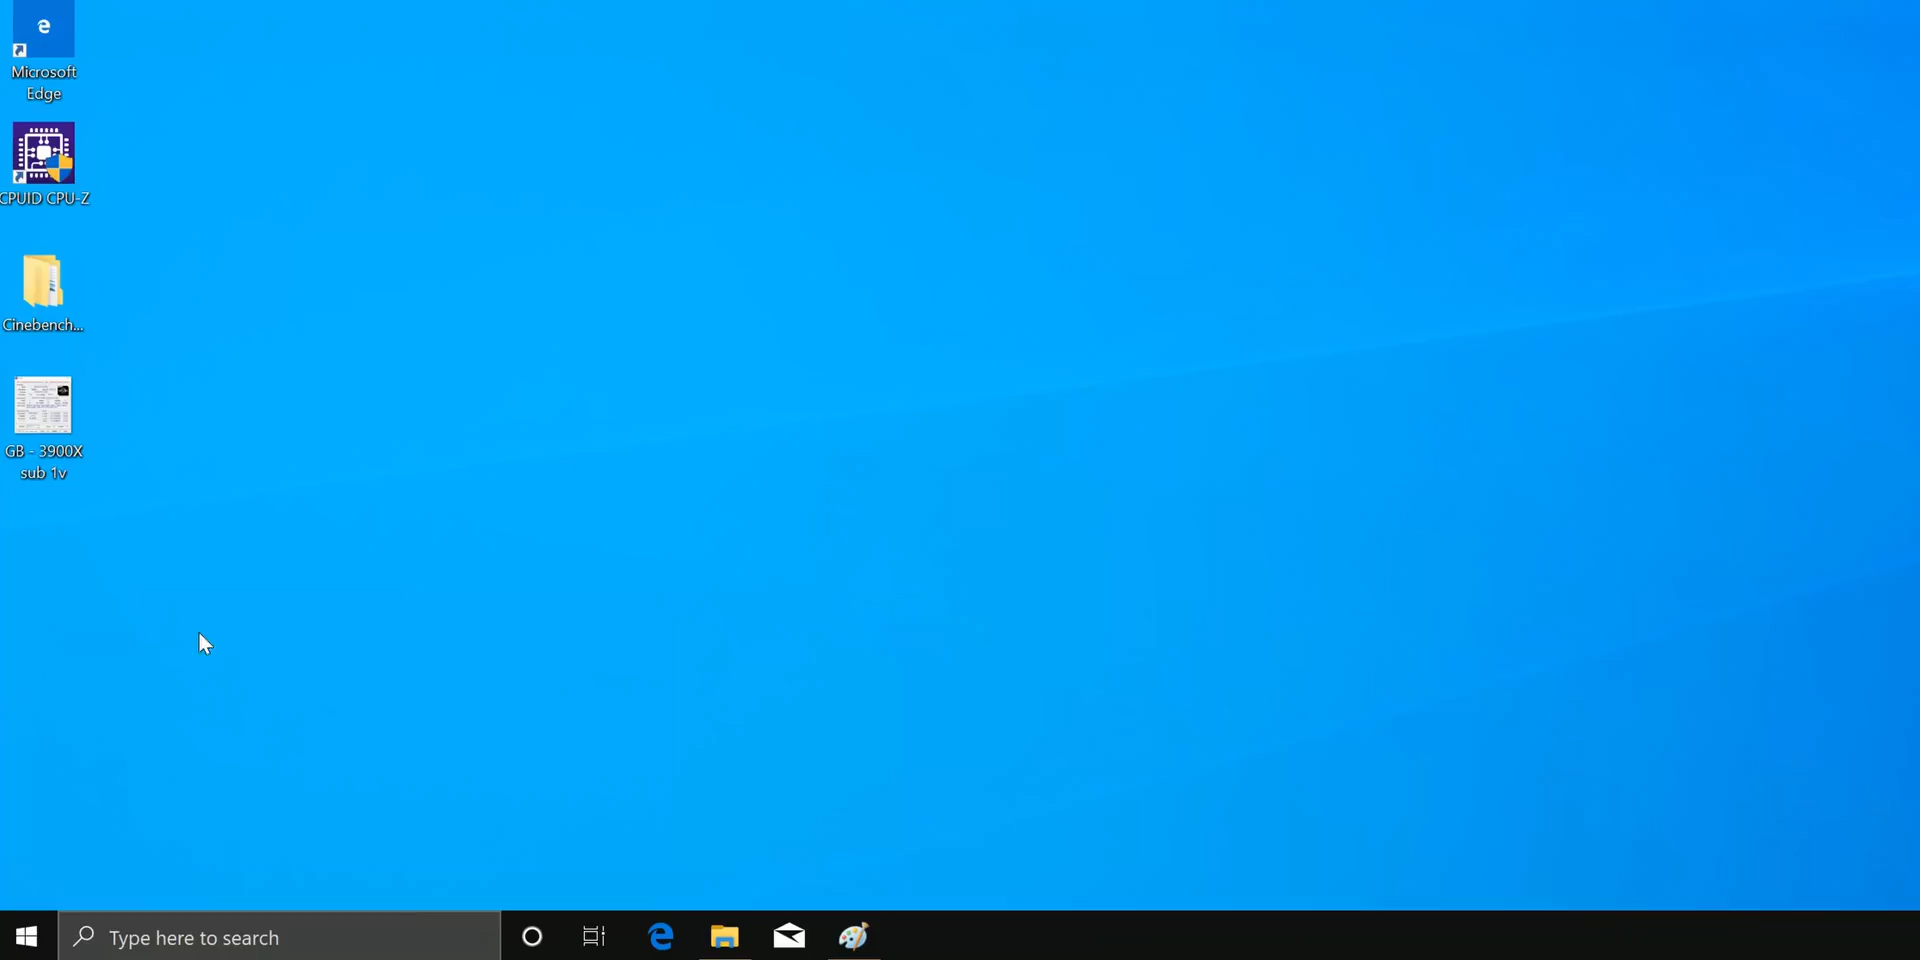 Microsoft
Edge
CPUID CPU-Z
Cinebench...
GB - 3900X
sub 1v
Type here to search